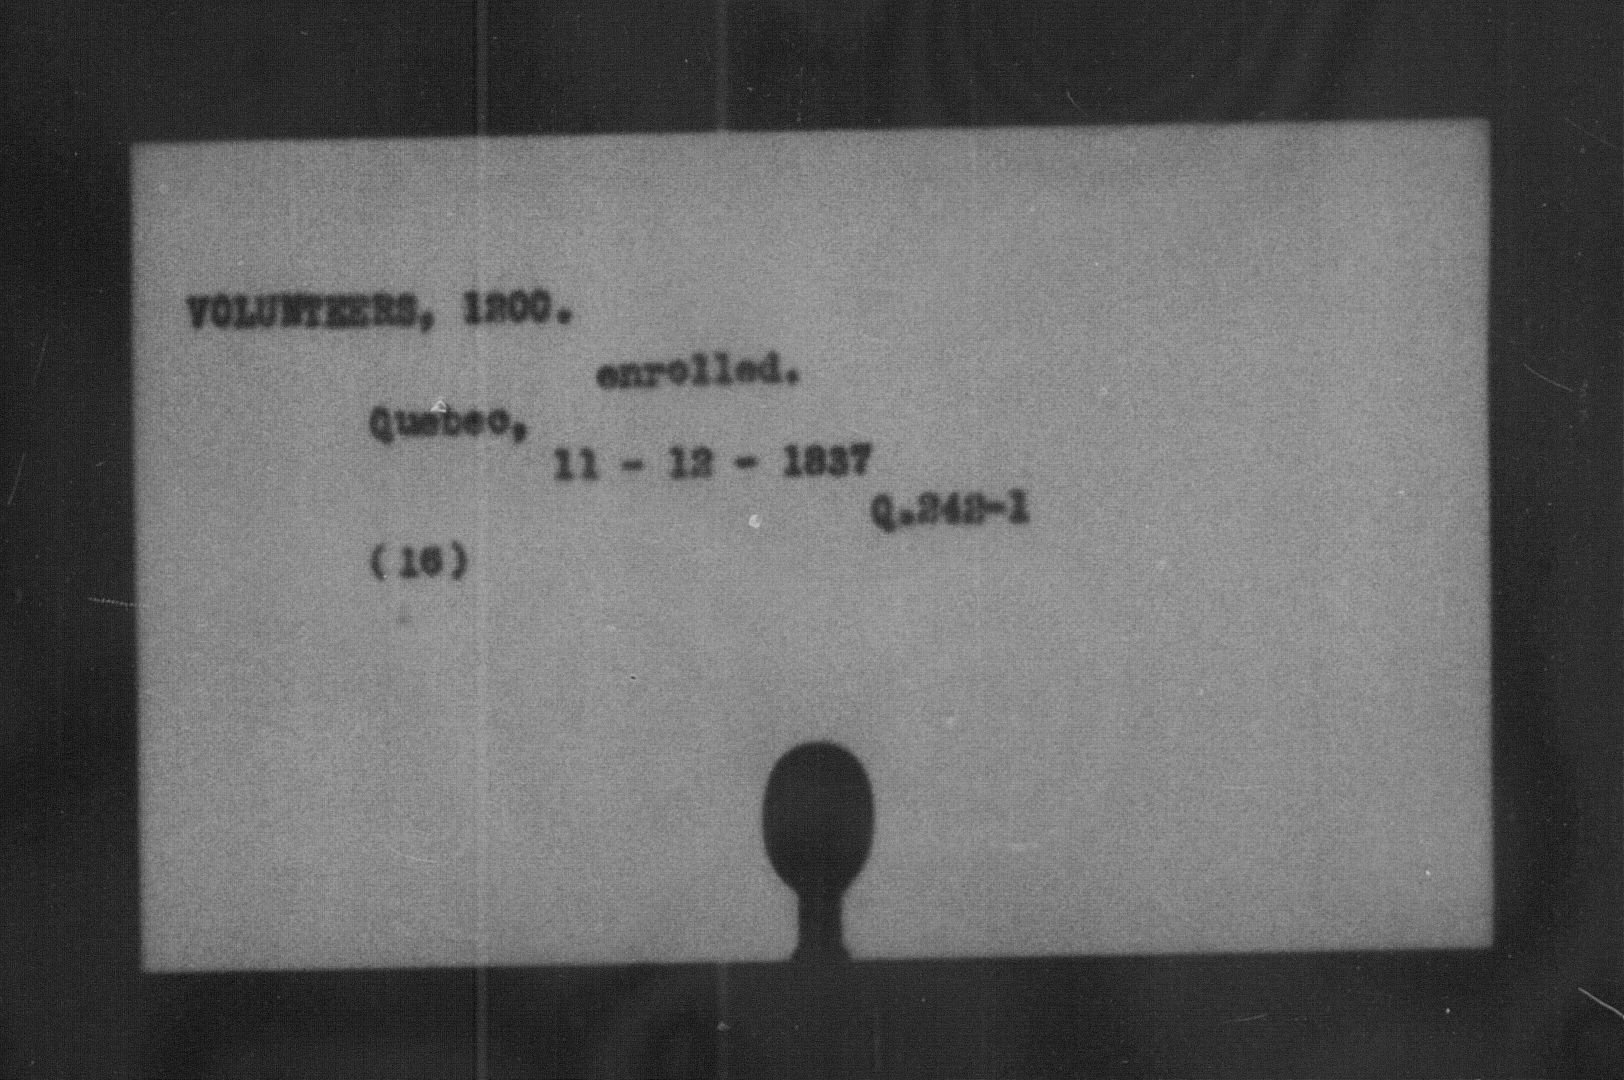 VOLUNTEERS, 1200.
enrolled.
Quebec,
11 - 12 - 1837
Q.242-1
(16)